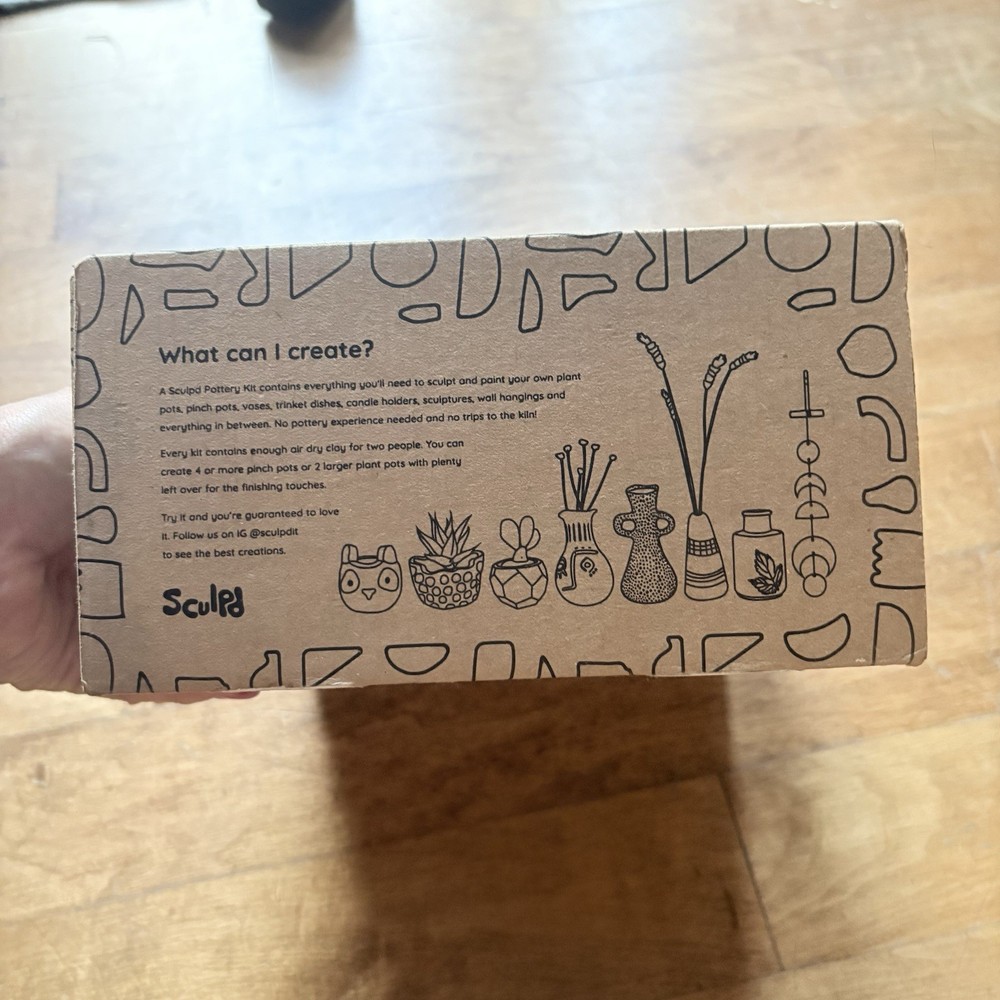 What can I create?
A Sculpd Pottery Kit contains everything you'll need to sculpt and paint your own plant
pots, pinch pots, vases, trinket dishes, candle holders, sculptures, wall hangings and
everything in between. No pottery experience needed and no trips to the kiln!
Every kit contains enough air dry clay for two people. You can
create 4 or more pinch pots or 2 larger plant pots with plenty
left over for the finishing touches.
Try it and you're guaranteed to love
it. Follow us on IG @sculpdit
to see the best creations.
Sculpd